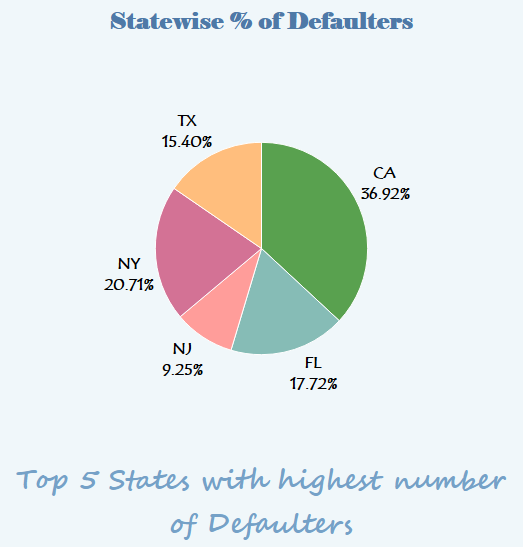 Statewise % of Defaulters
TX
15.40%
CA
36.92%
NY
20.71%
NJ
9.25%
FL
17.72%
Top 5 States with highest number
of Defaulters